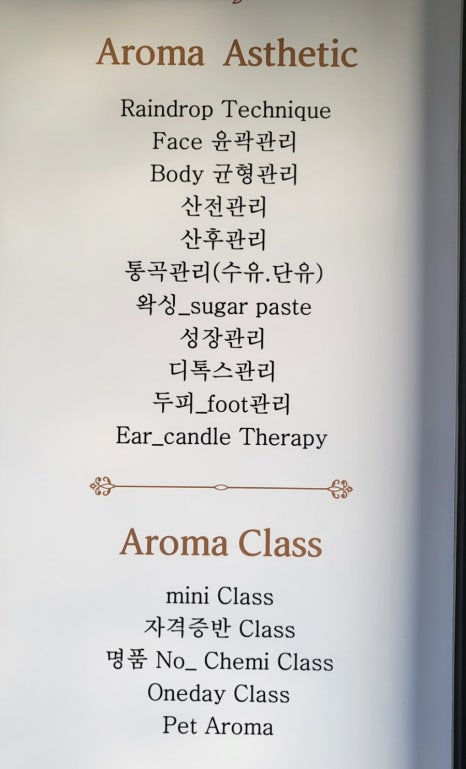 Aroma Asthetic
Raindrop Technique
Face 윤곽관리
Body 균형관리
산전관리
산후관리
통곡관리(수유.단유)
왁싱_sugar paste
성장관리
디톡스관리
두피_foot관리
Ear_candle Therapy
Aroma Class
mini Class
자격증반 Class
명품 No_ Chemi Class
Oneday Class
Pet Aroma